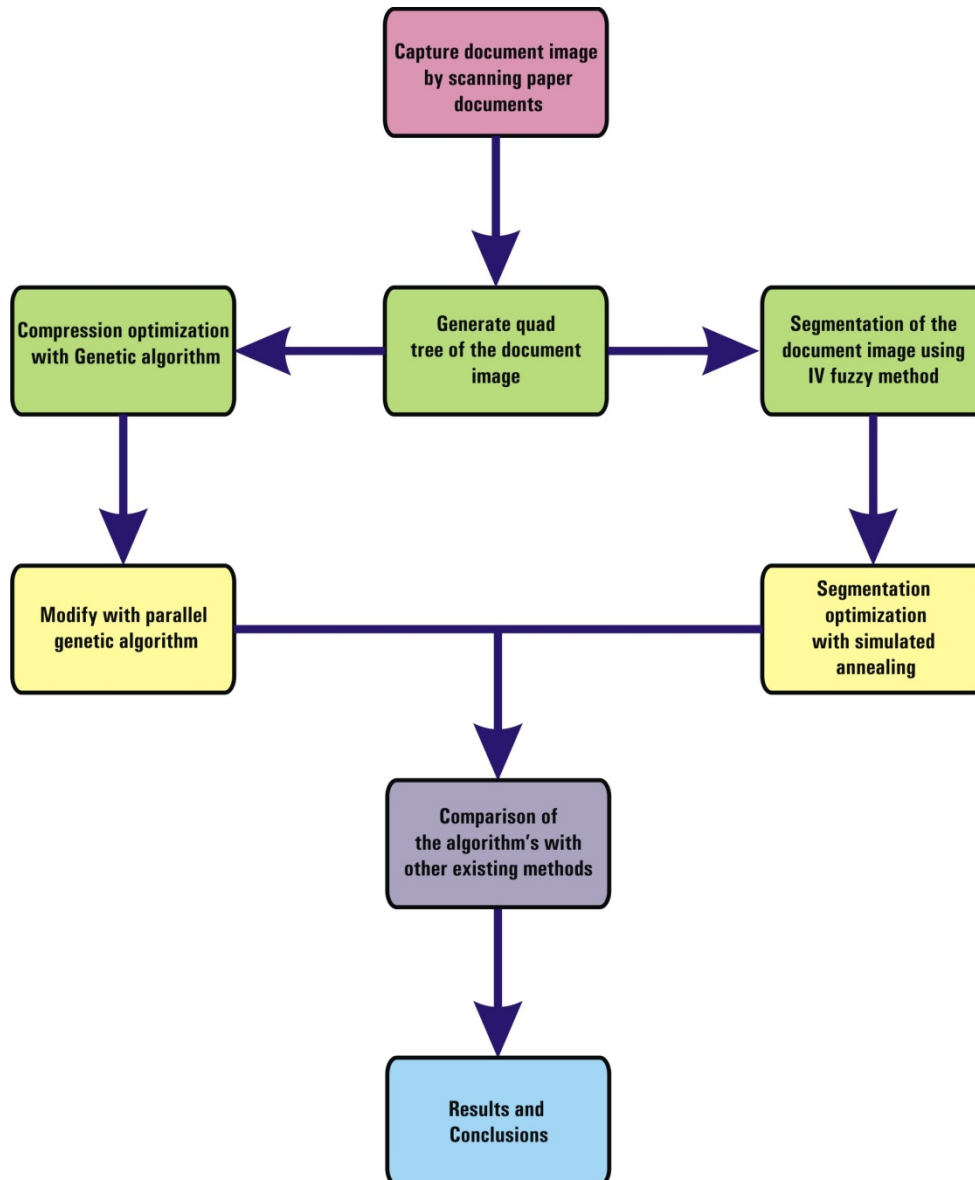 Capture document image
by scanning paper
documents
Compression optimization
with Genetic algorithm
Generate quad
tree of the document
image
Segmentation of the
document image using
IV fuzzy method
Modify with parallel
genetic algorithm
Segmentation
optimization
with simulated
annealing
Comparison of
the algorithm's with
other existing methods
Results and
Conclusions